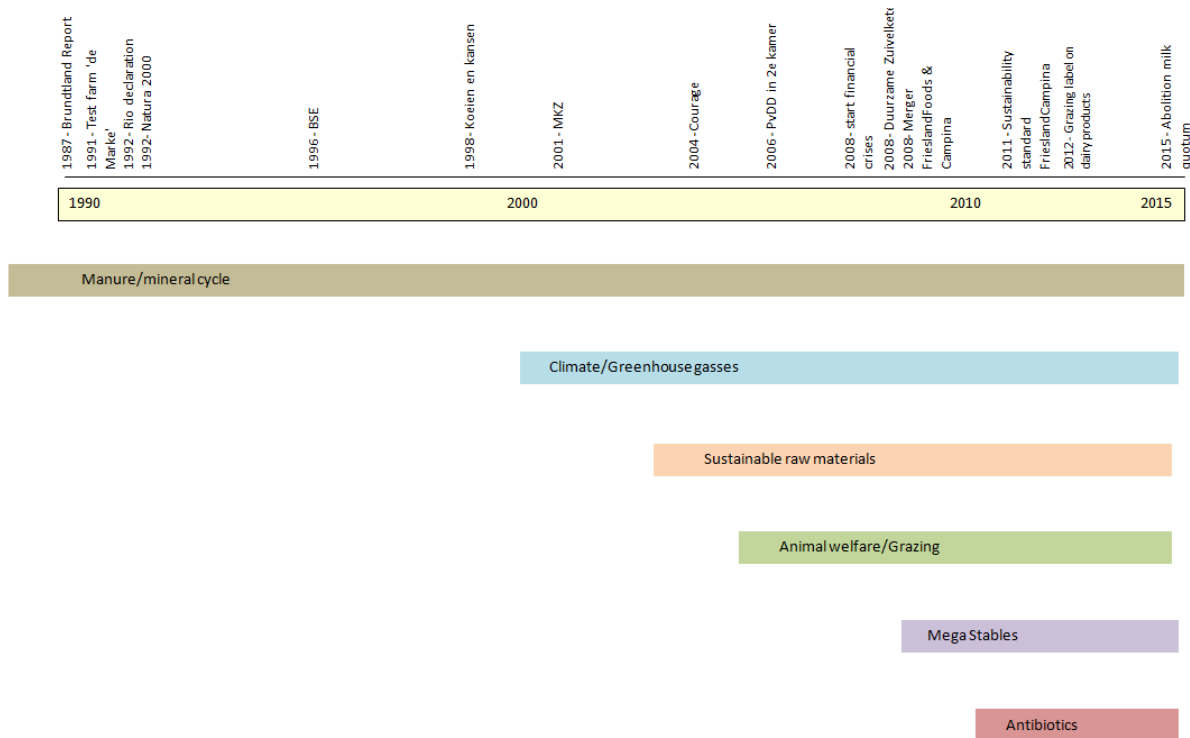 1987 - Brundtland Report
1991 - Test farm 'de
Marke'
1992 - Rio declaration
1992 - Natura 2000
1996 - BSE
1998 - Koeien en kansen
2001 - MKZ
2004 - Courage
2006 - PvDD in 2e kamer
2008 - start financial
crises
2008 - Duurzame Zuivelkete
2008 - Merger
FrieslandFoods &
Campina
2011 - Sustainability
standard
FrieslandCampina
2012 - Grazing label on
dairy products
2015 - Abolition milk
quotum
1990
2000
2010
2015
Manure/mineral cycle
Climate/Greenhouse gasses
Sustainable raw materials
Animal welfare/Grazing
Mega Stables
Antibiotics